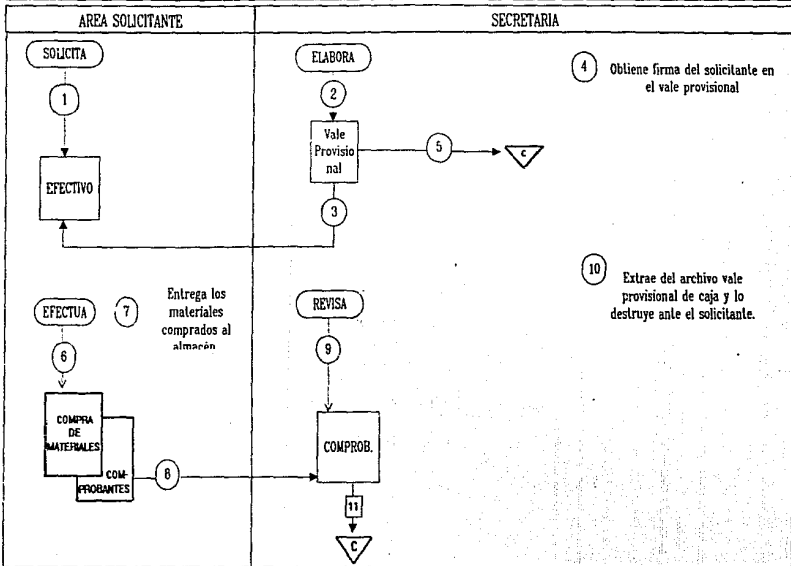 AREA SOLICITANTE
SECRETARIA
SOLICITA
1
EFECTIVO
ELABORA
2
Vale
Provisio
nal
5
c
3
4
Obtiene firma del solicitante en
el vale provisional
EFECTUA
7
Entrega los
materiales
comprados al
almacén
6
COMPRA
DE
MATERIALES
COM-
PROBANTES
8
REVISA
9
COMPROB.
11
C
10
Extrae del archivo vale
provisional de caja y lo
destruye ante el solicitante.